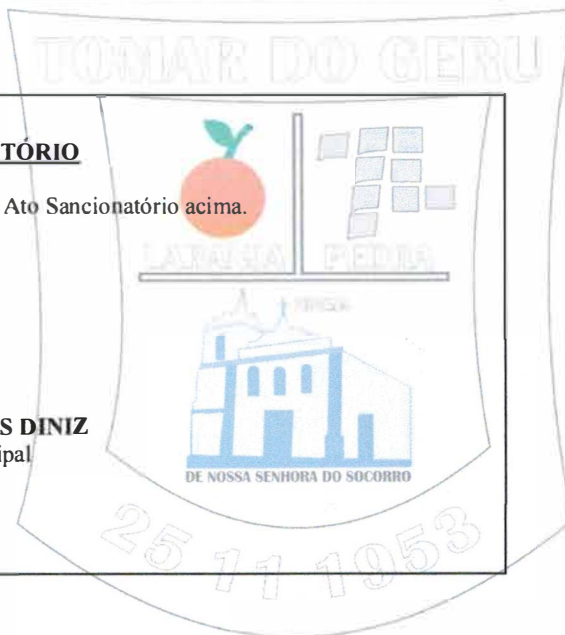 TOMAR DO GERU
TÓRIO
Ato Sancionatório acima.
LARANJA
PEDRA
S DINIZ
ipal
DE NOSSA SENHORA DO SOCORRO
25 11 1953